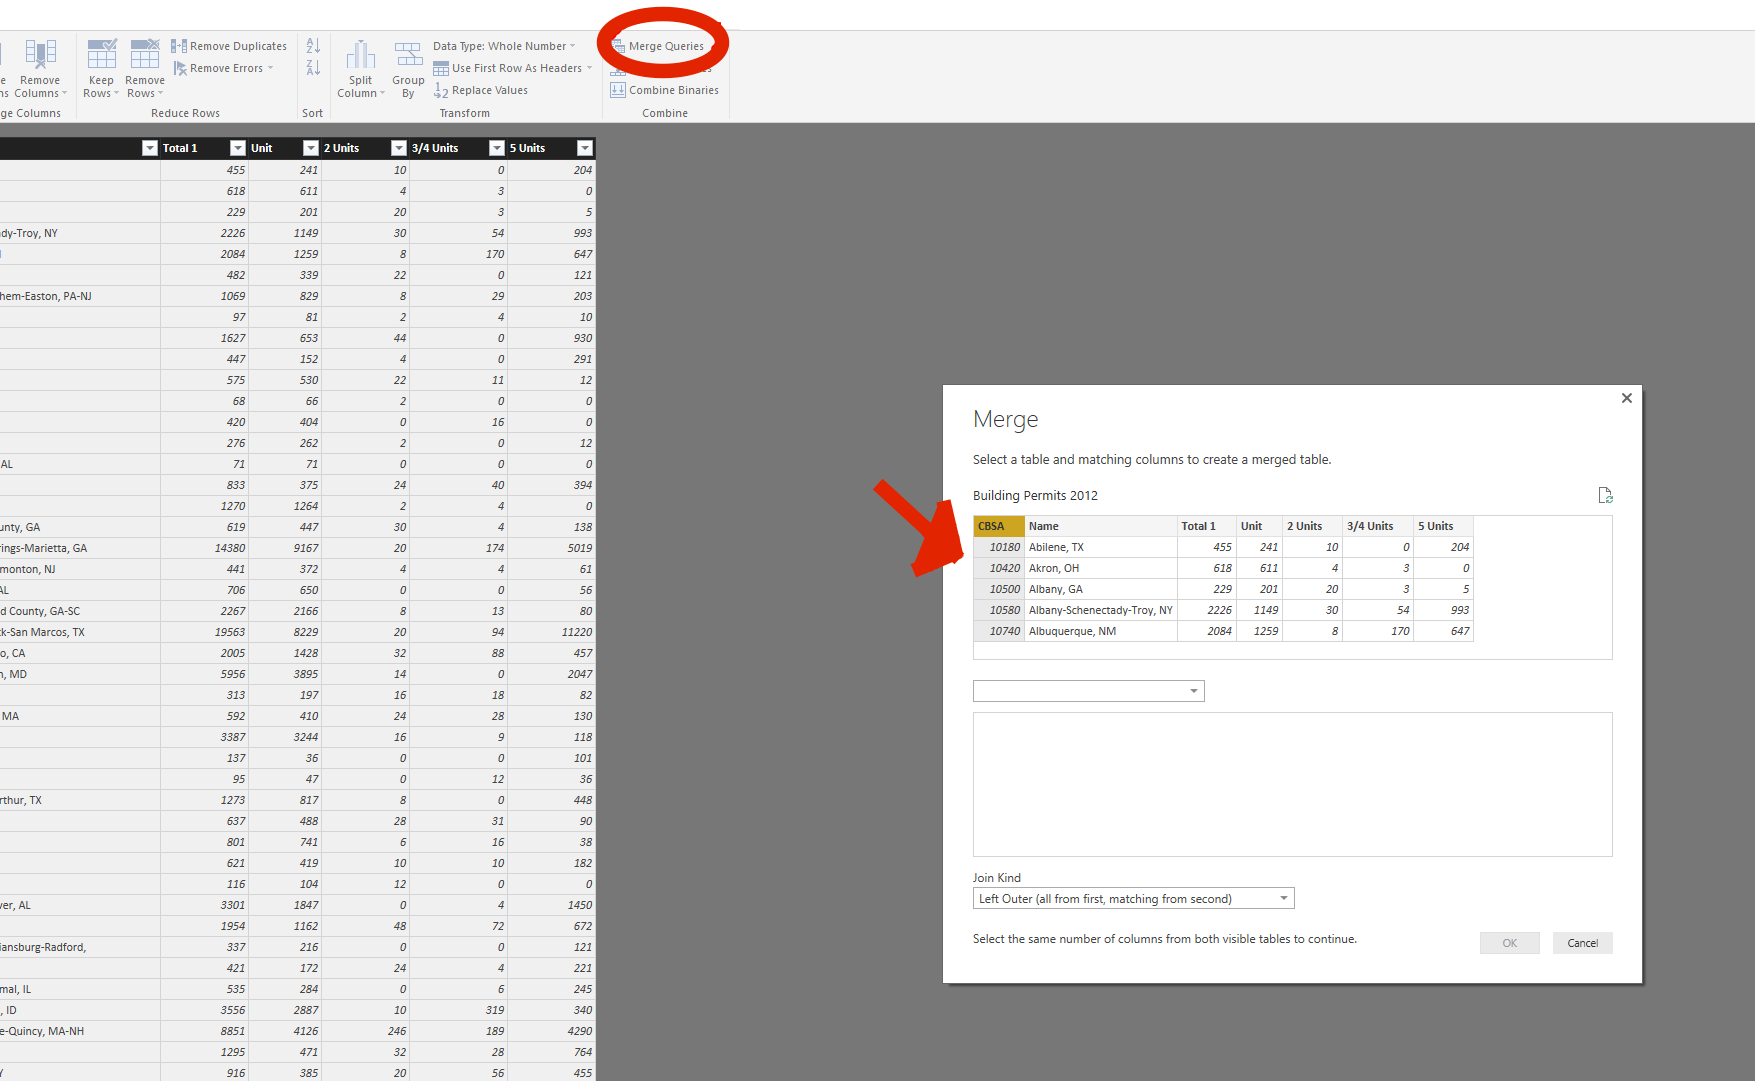 Remove Duplicates
Data Type: Whole Number
Merge Queries
Remove Errors
Use First Row As Headers
Remove
Columns
Keep
Rows
Remove
Rows
Split
Column
Group
By
Replace Values
Combine Binaries
ge Columns
Reduce Rows
Sort
Transform
Combine
Total 1 Unit 2 Units 3/4 Units 5 Units
455 241 10 0 204
618 611 4 3 0
229 201 20 3 5
dy-Troy, NY 2226 1149 30 54 993
2084 1259 8 170 647
482 339 22 0 121
hem-Easton, PA-NJ 1069 829 8 29 203
97 81 2 4 10
1627 653 44 0 930
447 152 4 0 291
575 530 22 11 12
68 66 2 0 0
420 404 0 16 0
276 262 2 0 12
AL 71 71 0 0 0
833 375 24 40 394
1270 1264 2 4 0
unty, GA 619 447 30 4 138
rings-Marietta, GA 14380 9167 20 174 5019
monton, NJ 441 372 4 4 61
AL 706 650 0 0 56
d County, GA-SC 2267 2166 8 13 80
ck-San Marcos, TX 19563 8229 20 94 11220
o, CA 2005 1428 32 88 457
n, MD 5956 3895 14 0 2047
313 197 16 18 82
MA 592 410 24 28 130
3387 3244 16 9 118
137 36 0 0 101
95 47 0 12 36
rthur, TX 1273 817 8 0 448
637 488 28 31 90
801 741 6 16 38
621 419 10 10 182
116 104 12 0 0
ver, AL 3301 1847 0 4 1450
1954 1162 48 72 672
iansburg-Radford, 337 216 0 0 121
421 172 24 4 221
mal, IL 535 284 0 6 245
, ID 3556 2887 10 319 340
e-Quincy, MA-NH 8851 4126 246 189 4290
1295 471 32 28 764
Y 916 385 20 56 455
Merge
Select a table and matching columns to create a merged table.
Building Permits 2012
CBSA Name Total 1 Unit 2 Units 3/4 Units 5 Units
10180 Abilene, TX 455 241 10 0 204
10420 Akron, OH 618 611 4 3 0
10500 Albany, GA 229 201 20 3 5
10580 Albany-Schenectady-Troy, NY 2226 1149 30 54 993
10740 Albuquerque, NM 2084 1259 8 170 647
Join Kind
Left Outer (all from first, matching from second)
Select the same number of columns from both visible tables to continue.
OK
Cancel